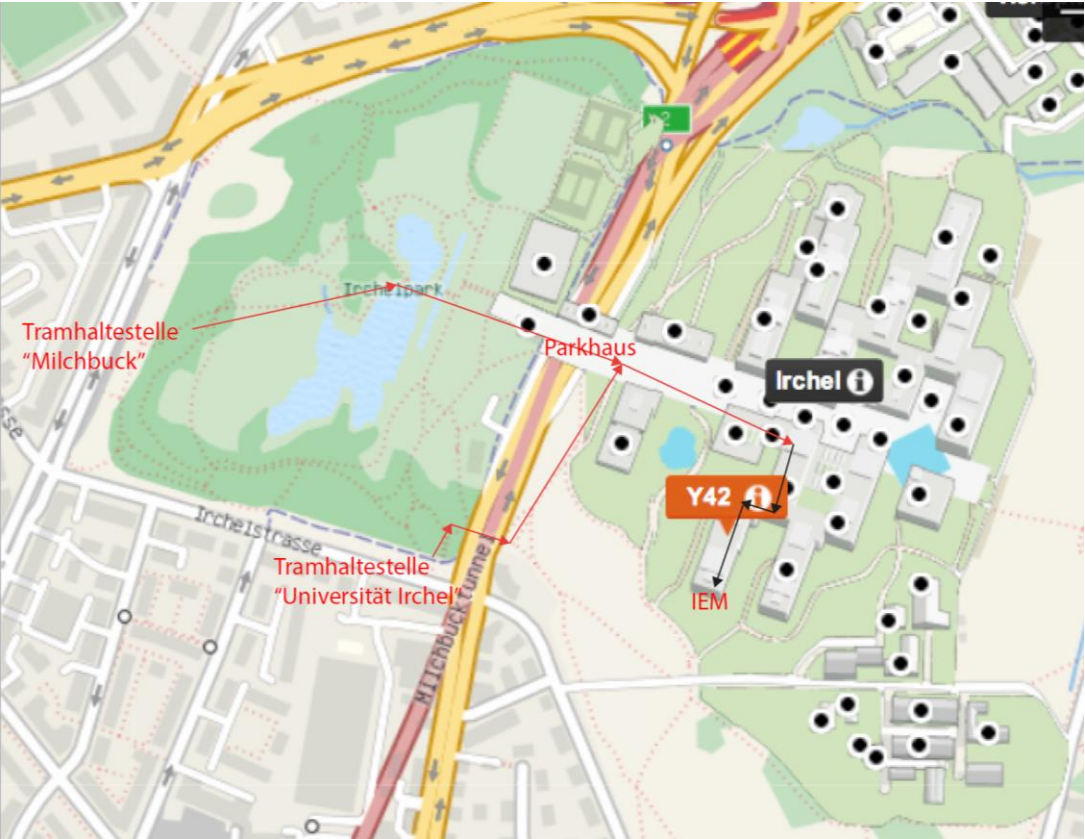 Irchelpark
Tramhaltestelle
“Milchbuck”
Parkhaus
Irchel i
Y42 i
Irchelstrasse
Tramhaltestelle
“Universität Irchel”
Milchbucktunnel
IEM